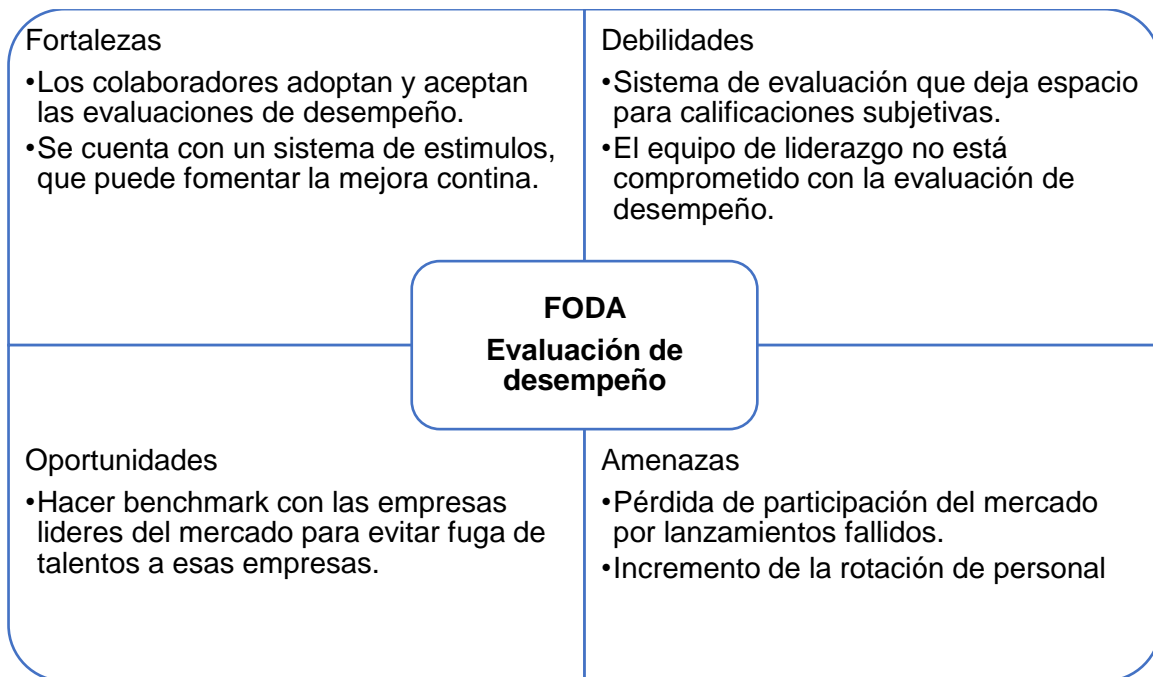 Fortalezas
•Los colaboradores adoptan y aceptan
las evaluaciones de desempeño.
•Se cuenta con un sistema de estimulos,
que puede fomentar la mejora contina.
Debilidades
•Sistema de evaluación que deja espacio
para calificaciones subjetivas.
•El equipo de liderazgo no está
comprometido con la evaluación de
desempeño.
FODA
Evaluación de
desempeño
Oportunidades
•Hacer benchmark con las empresas
lideres del mercado para evitar fuga de
talentos a esas empresas.
Amenazas
•Pérdida de participación del mercado
por lanzamientos fallidos.
•Incremento de la rotación de personal